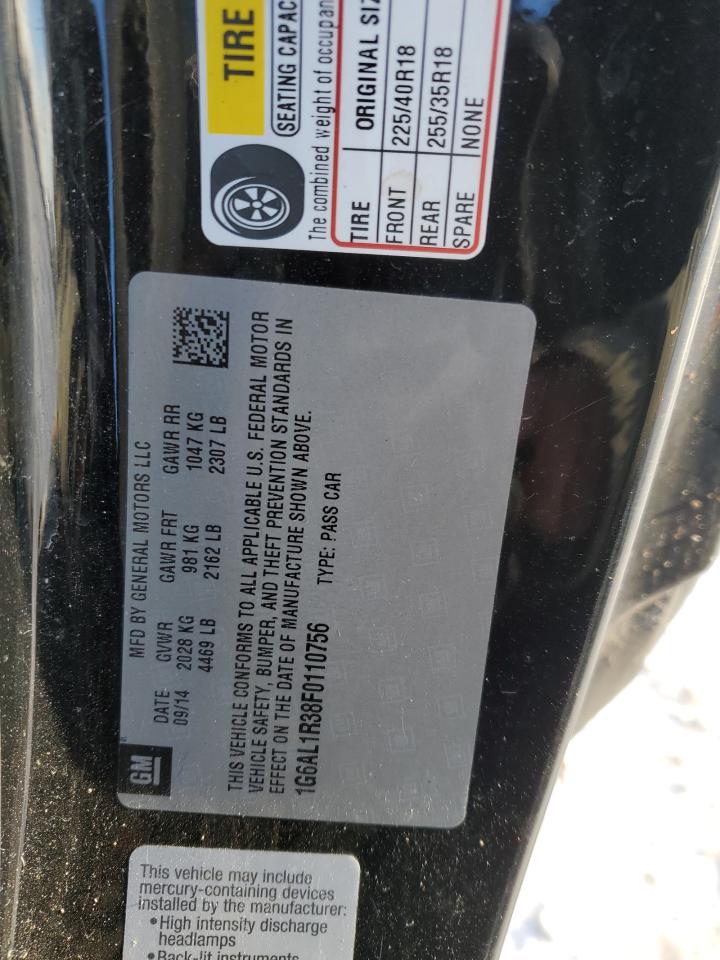 TIRE
SEATING CAPAC
The combined weight of occupan
TIRE ORIGINAL SIZ
FRONT 225/40R18
REAR 255/35R18
SPARE NONE
GM
MFD BY GENERAL MOTORS LLC
DATE GVWR GAWR FRT GAWR RR
09/14 2028 KG 981 KG 1047 KG
4469 LB 2162 LB 2307 LB
THIS VEHICLE CONFORMS TO ALL APPLICABLE U.S. FEDERAL MOTOR
VEHICLE SAFETY, BUMPER, AND THEFT PREVENTION STANDARDS IN
EFFECT ON THE DATE OF MANUFACTURE SHOWN ABOVE.
1G6AL1R38F0110756 TYPE: PASS CAR
This vehicle may include
mercury-containing devices
installed by the manufacturer:
• High intensity discharge
headlamps
• Back-lit instruments